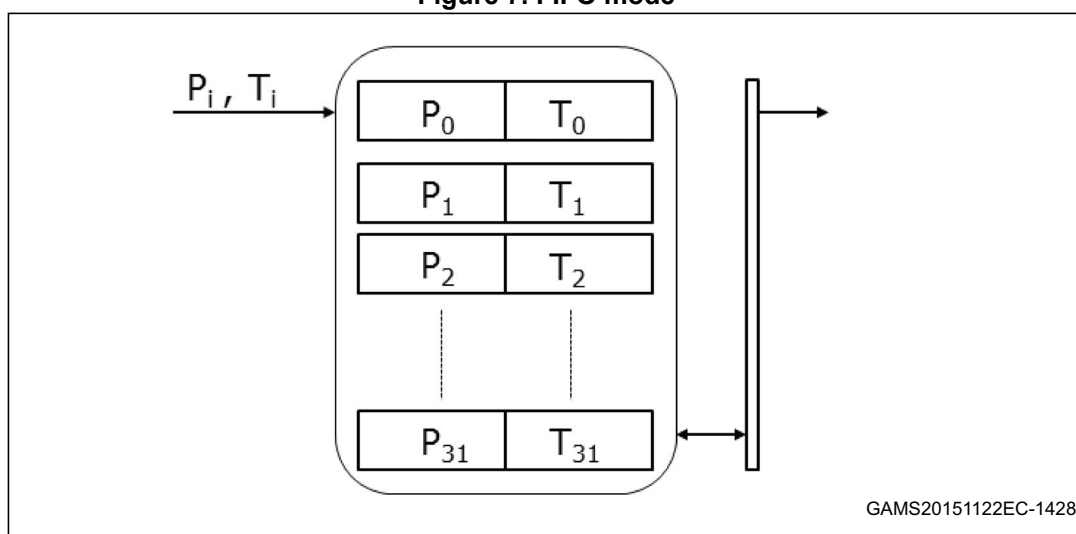 Figure 7. FIFO mode
Pᵢ , Tᵢ
P₀ T₀
P₁ T₁
P₂ T₂
P₃₁ T₃₁
GAMS20151122EC-1428